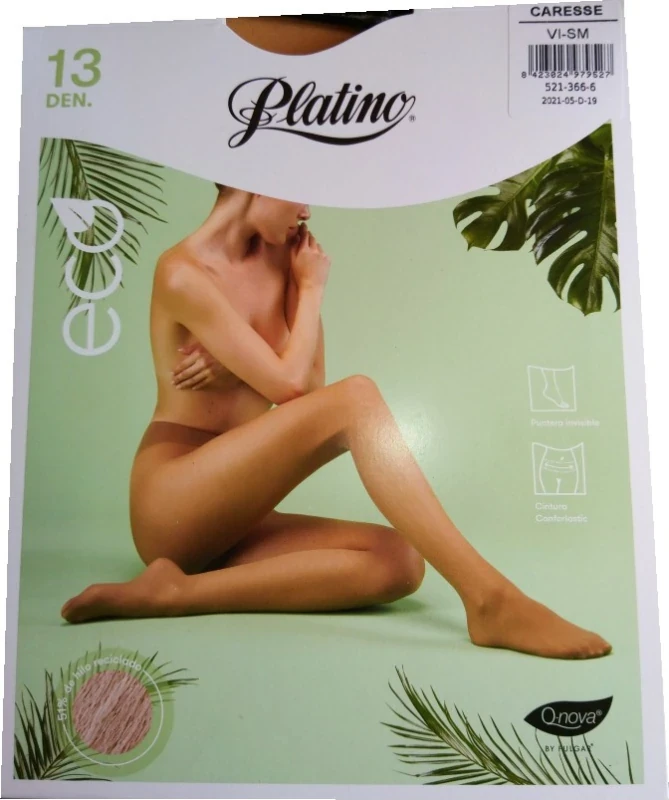 CARESSE
VI-SM
8 423024 979527
521-366-6
2021-05-D-19
13
DEN.
Platino®
eco
Puntera invisible
Cintura
Confortastic
51% de hilo reciclado
Q-nova®
BY FULGAR